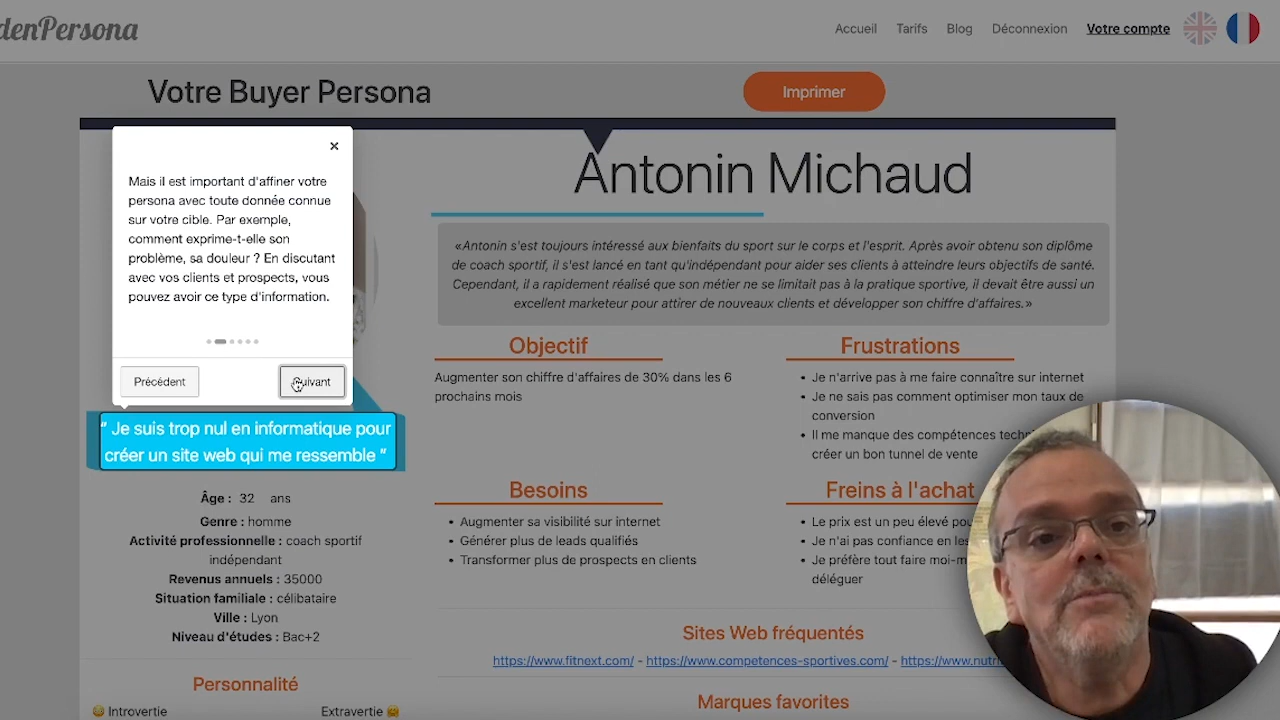 denPersona
Accueil
Tarifs
Blog
Déconnexion
Votre compte
Votre Buyer Persona
Imprimer
×
Mais il est important d'affiner votre
persona avec toute donnée connue
sur votre cible. Par exemple,
comment exprime-t-elle son
problème, sa douleur ? En discutant
avec vos clients et prospects, vous
pouvez avoir ce type d'information.
Précédent
Suivant
“ Je suis trop nul en informatique pour
créer un site web qui me ressemble ”
Âge : 32 ans
Genre : homme
Activité professionnelle : coach sportif
indépendant
Revenus annuels : 35000
Situation familiale : célibataire
Ville : Lyon
Niveau d'études : Bac+2
Personnalité
Introvertie
Extravertie
Antonin Michaud
«Antonin s'est toujours intéressé aux bienfaits du sport sur le corps et l'esprit. Après avoir obtenu son diplôme
de coach sportif, il s'est lancé en tant qu'indépendant pour aider ses clients à atteindre leurs objectifs de santé.
Cependant, il a rapidement réalisé que son métier ne se limitait pas à la pratique sportive, il devait être aussi un
excellent marketeur pour attirer de nouveaux clients et développer son chiffre d'affaires.»
Objectif
Augmenter son chiffre d'affaires de 30% dans les 6
prochains mois
Frustrations
• Je n'arrive pas à me faire connaître sur internet
• Je ne sais pas comment optimiser mon taux de
conversion
• Il me manque des compétences
créer un bon tunnel de vente
Besoins
• Augmenter sa visibilité sur internet
• Générer plus de leads qualifiés
• Transformer plus de prospects en clients
Freins à l'achat
• Le prix est un peu élevé
• Je n'ai pas confiance en
• Je préfère tout faire
déléguer
Sites Web fréquentés
https://www.fitnext.com/ - https://www.competences-sportives.com/ - https://www.nutri
Marques favorites